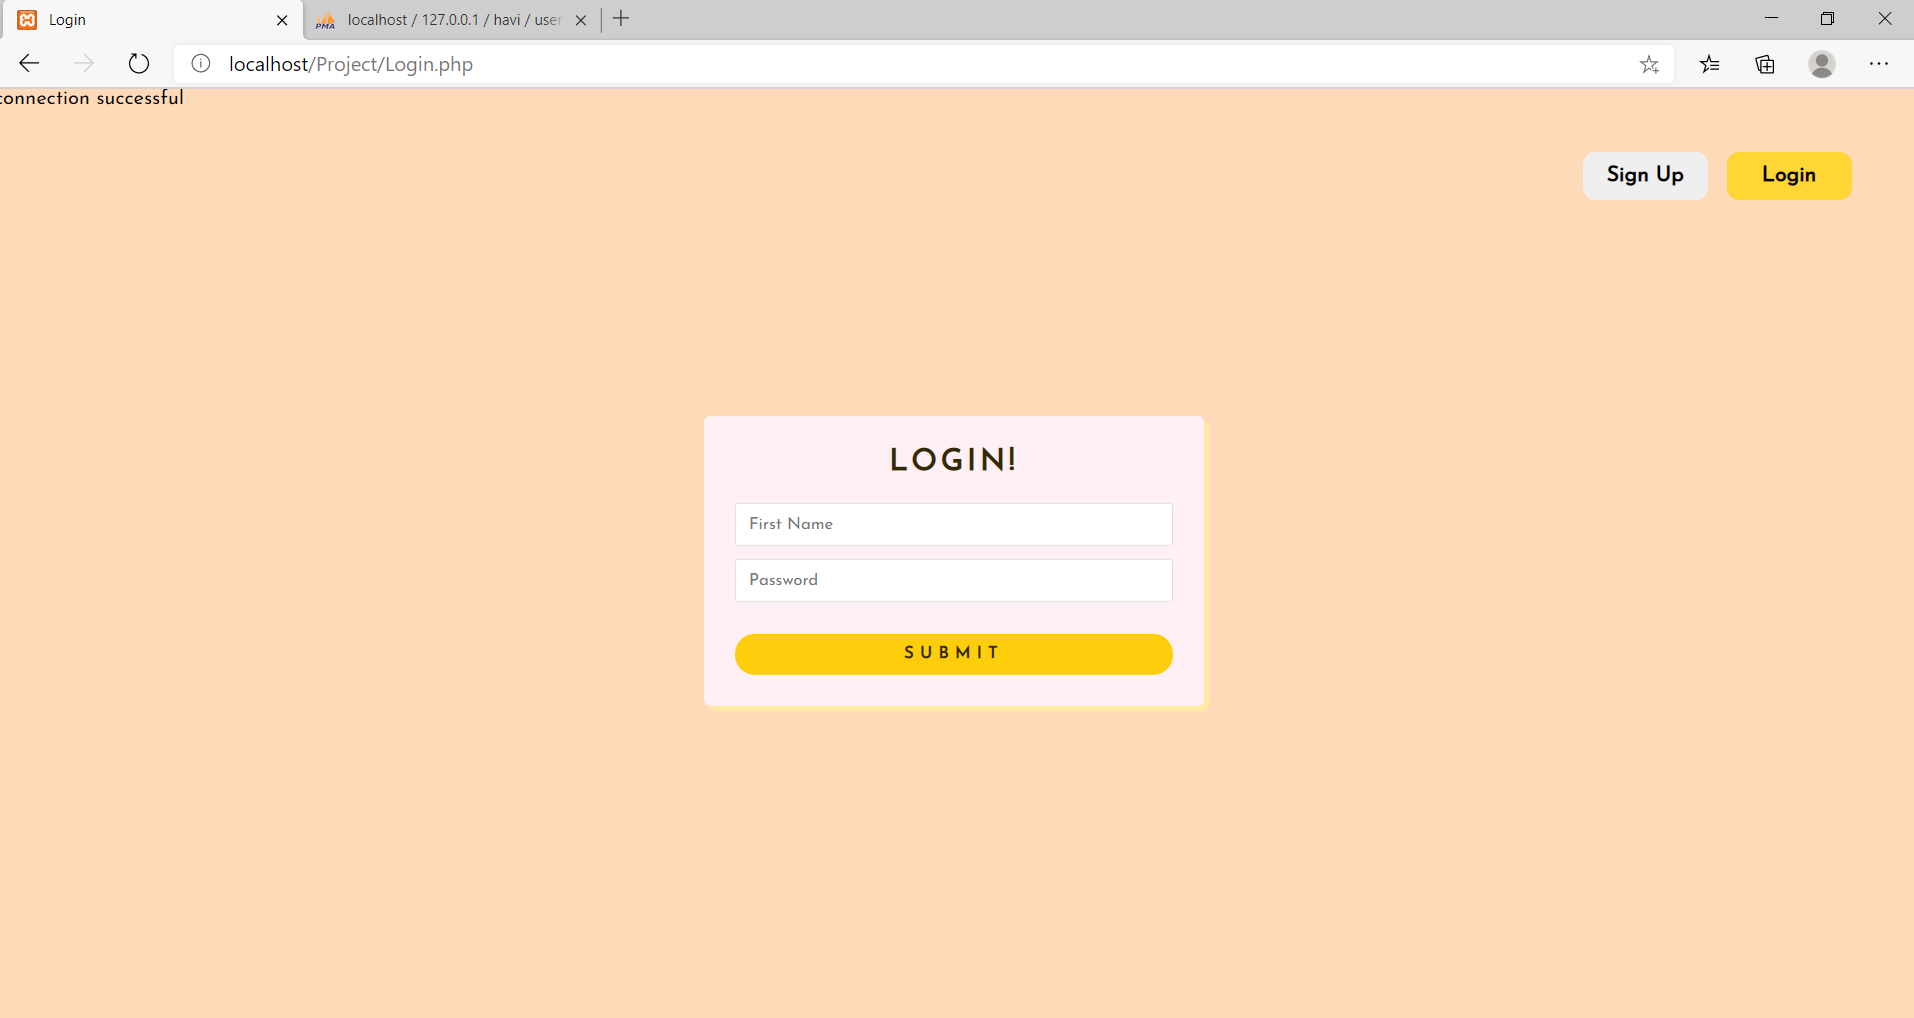 Login
PMA localhost / 127.0.0.1 / havi / user
localhost/Project/Login.php
connection successful
Sign Up
Login
LOGIN!
First Name
Password
SUBMIT